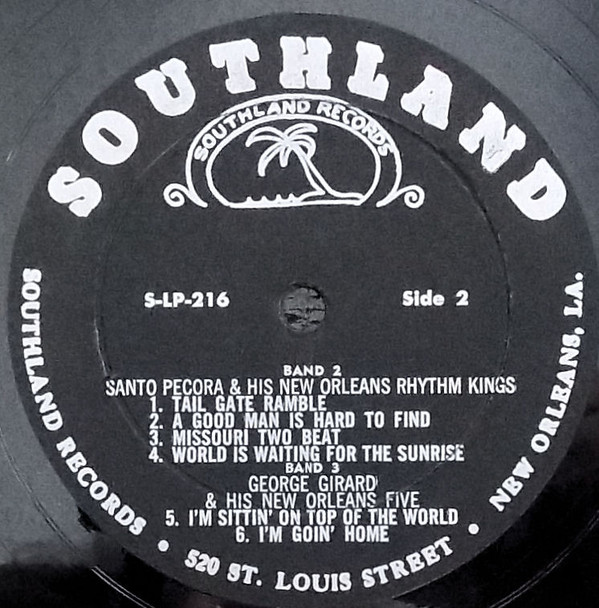 SOUTHLAND
SOUTHLAND RECORDS
S-LP-216
Side 2
BAND 2
SANTO PECORA & HIS NEW ORLEANS RHYTHM KINGS
1. TAIL GATE RAMBLE
2. A GOOD MAN IS HARD TO FIND
3. MISSOURI TWO BEAT
4. WORLD IS WAITING FOR THE SUNRISE
BAND 3
GEORGE GIRARD
& HIS NEW ORLEANS FIVE
5. I'M SITTIN' ON TOP OF THE WORLD
6. I'M GOIN' HOME
SOUTHLAND RECORDS • 520 ST. LOUIS STREET • NEW ORLEANS, LA.